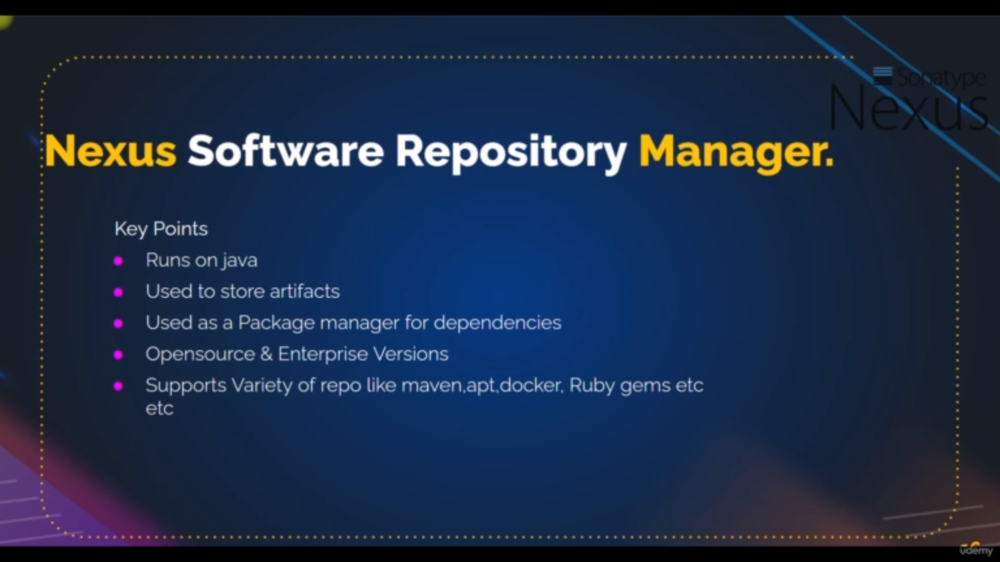 Sonatype
Nexus
Nexus Software Repository Manager.
Key Points
Runs on java
Used to store artifacts
Used as a Package manager for dependencies
Opensource & Enterprise Versions
Supports Variety of repo like maven,apt,docker, Ruby gems etc
etc
udemy